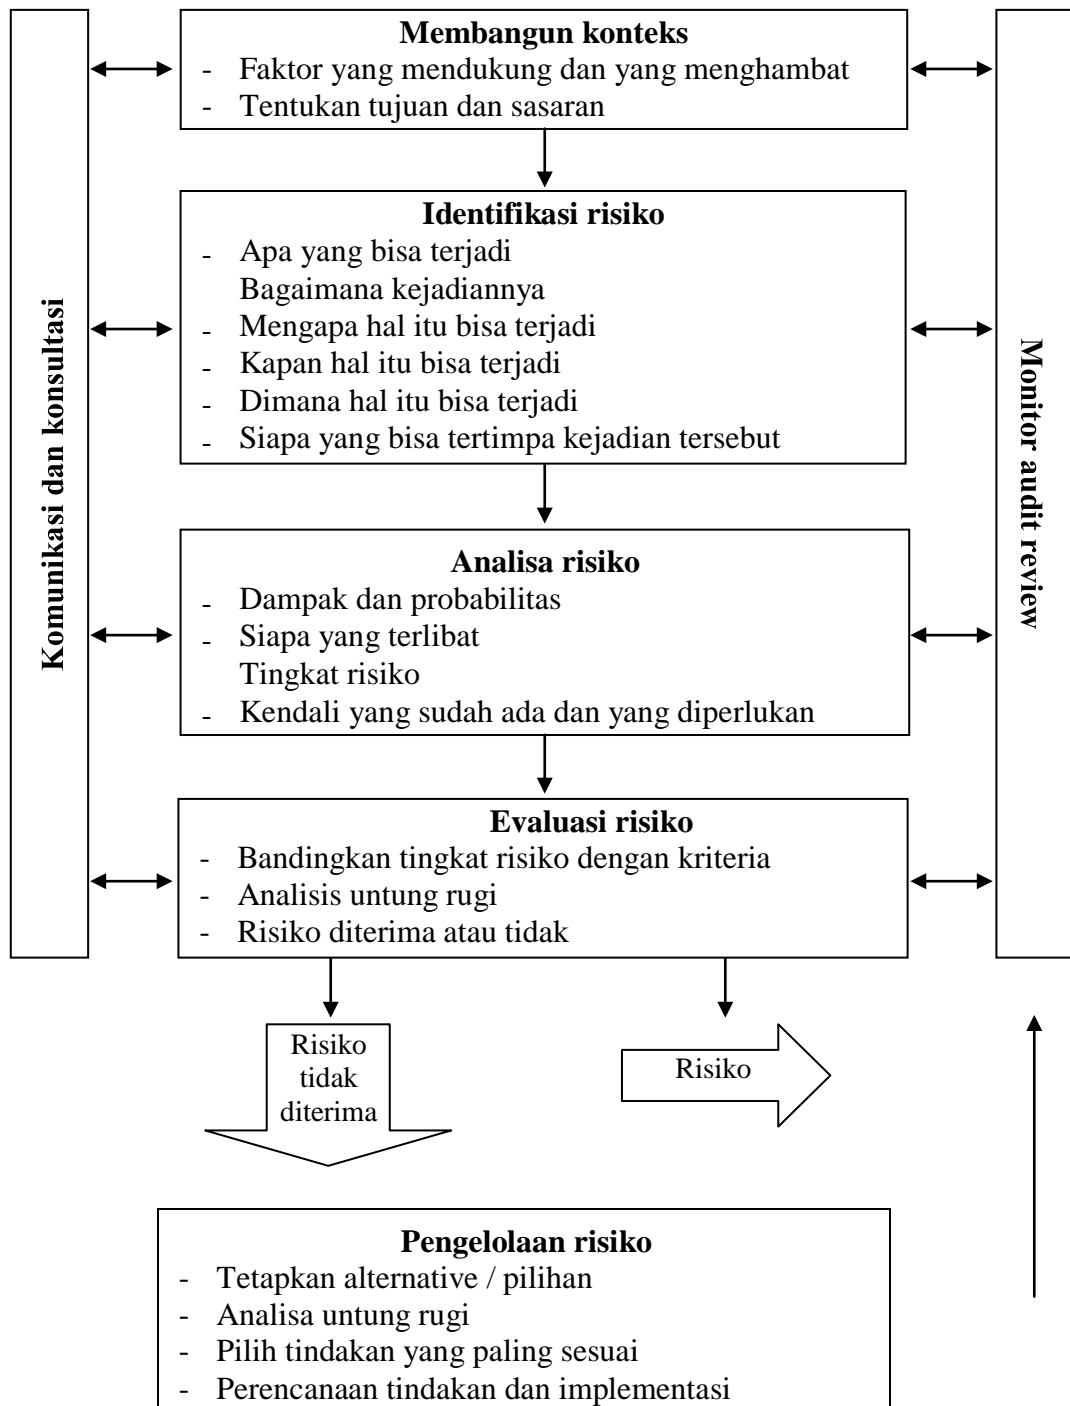 Membangun konteks
- Faktor yang mendukung dan yang menghambat
- Tentukan tujuan dan sasaran
Identifikasi risiko
- Apa yang bisa terjadi
Bagaimana kejadiannya
- Mengapa hal itu bisa terjadi
- Kapan hal itu bisa terjadi
- Dimana hal itu bisa terjadi
- Siapa yang bisa tertimpa kejadian tersebut
Komunikasi dan konsultasi
Monitor audit review
Analisa risiko
- Dampak dan probabilitas
- Siapa yang terlibat
Tingkat risiko
- Kendali yang sudah ada dan yang diperlukan
Evaluasi risiko
- Bandingkan tingkat risiko dengan kriteria
- Analisis untung rugi
- Risiko diterima atau tidak
Risiko
tidak
diterima
Risiko
Pengelolaan risiko
- Tetapkan alternative / pilihan
- Analisa untung rugi
- Pilih tindakan yang paling sesuai
- Perencanaan tindakan dan implementasi